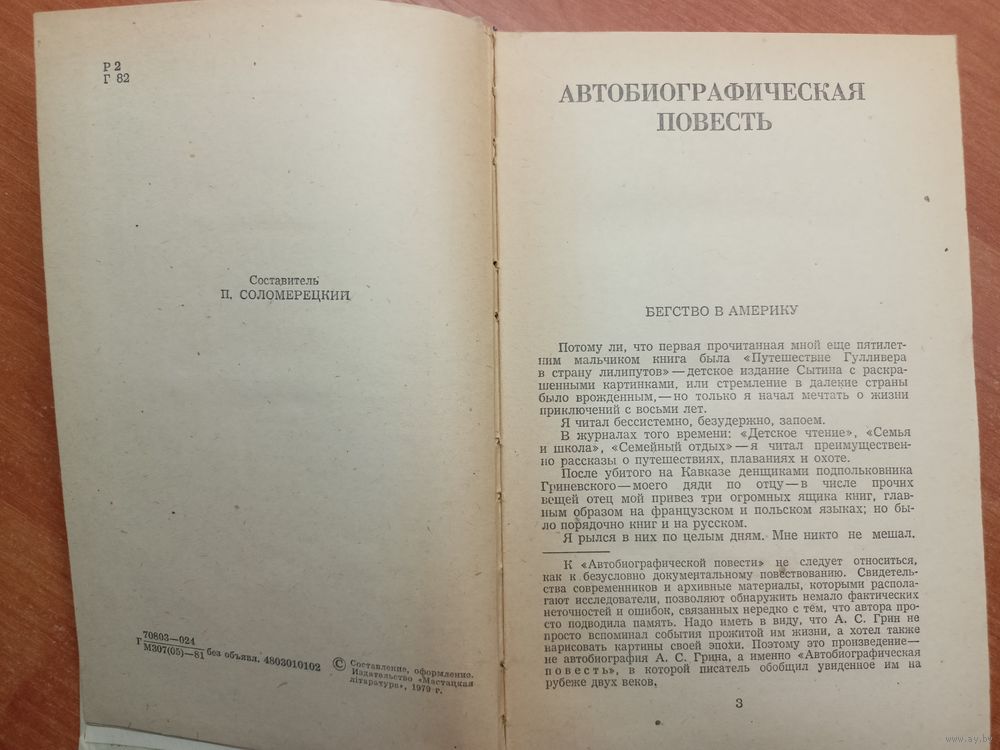 Р2
Г 82
Составитель
П. СОЛОМЕРЕЦКИЙ
Г 70803—024
М307(05)—81 без объявл. 4803010102
© Составление, оформление.
Издательство «Мастацкая
літаратура», 1979 г.
АВТОБИОГРАФИЧЕСКАЯ
ПОВЕСТЬ
БЕГСТВО В АМЕРИКУ
Потому ли, что первая прочитанная мной еще пятилет-
ним мальчиком книга была «Путешествие Гулливера
в страну лилипутов» — детское издание Сытина с раскра-
шенными картинками, или стремление в далекие страны
было врожденным, — но только я начал мечтать о жизни
приключений с восьми лет.
Я читал бессистемно, безудержно, запоем.
В журналах того времени: «Детское чтение», «Семья
и школа», «Семейный отдых» — я читал преимуществен-
но рассказы о путешествиях, плаваниях и охоте.
После убитого на Кавказе денщиками подполковника
Гриневского — моего дяди по отцу — в числе прочих
вещей отец мой привез три огромных ящика книг, глав-
ным образом на французском и польском языках; но бы-
ло порядочно книг и на русском.
Я рылся в них по целым дням. Мне никто не мешал.
К «Автобиографической повести» не следует относиться,
как к безусловно документальному повествованию. Свидетель-
ства современников и архивные материалы, которыми распола-
гают исследователи, позволяют обнаружить немало фактических
неточностей и ошибок, связанных нередко с тем, что автора про-
сто подводила память. Надо иметь в виду, что А. С. Грин не
просто вспоминал события прожитой им жизни, а хотел также
нарисовать картины своей эпохи. Поэтому это произведение—
не автобиография А. С. Грина, а именно «Автобиографическая
повесть», в которой писатель обобщил увиденное им на
рубеже двух веков.
3
www.ay.by